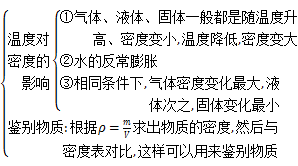 温度对
密度的
影响
①气体、液体、固体一般都是随温度升
高、密度变小,温度降低,密度变大
②水的反常膨胀
③相同条件下,气体密度变化最大,液
体次之,固体变化最小
鉴别物质:根据ρ=m/V求出物质的密度,然后与
密度表对比,这样可以用来鉴别物质